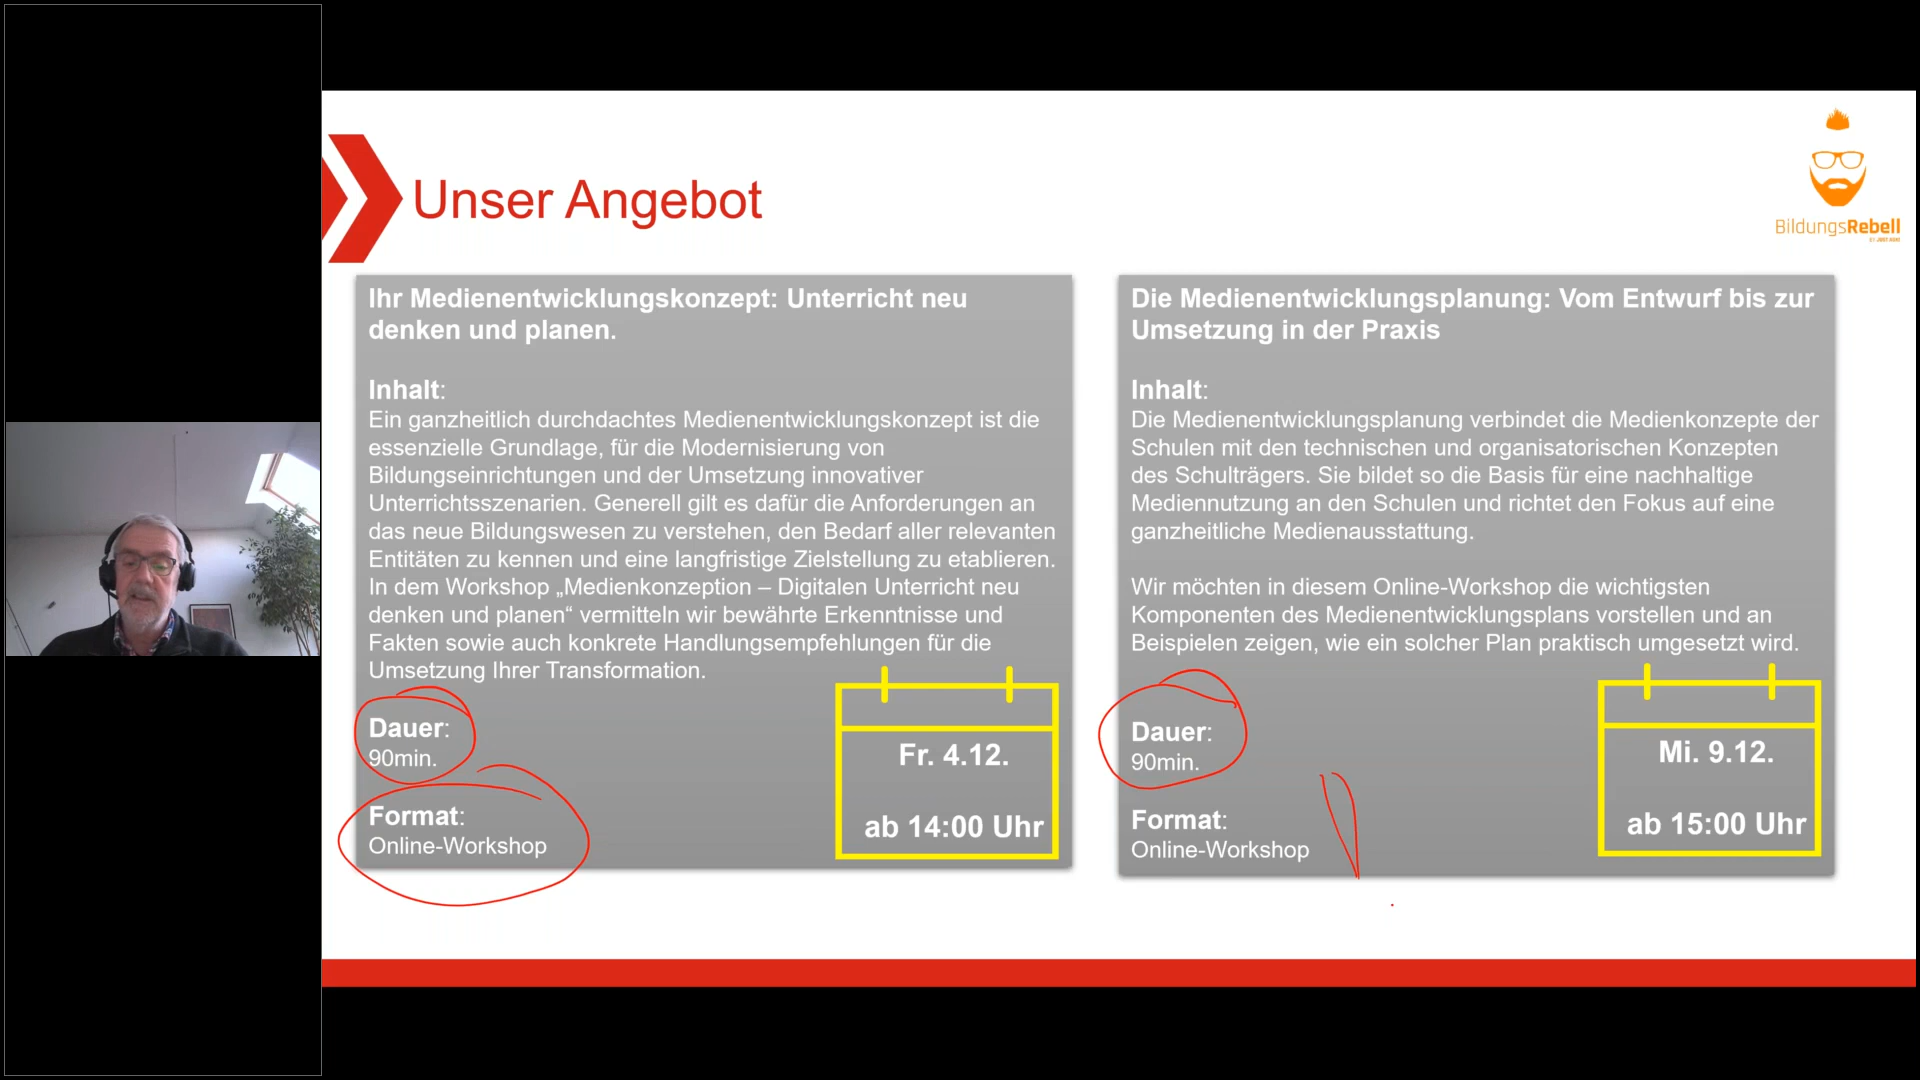 Unser Angebot
BildungsRebell
Ihr Medienentwicklungskonzept: Unterricht neu
denken und planen.
Inhalt:
Ein ganzheitlich durchdachtes Medienentwicklungskonzept ist die
essenzielle Grundlage, für die Modernisierung von
Bildungseinrichtungen und der Umsetzung innovativer
Unterrichtsszenarien. Generell gilt es dafür die Anforderungen an
das neue Bildungswesen zu verstehen, den Bedarf aller relevanten
Entitäten zu kennen und eine langfristige Zielstellung zu etablieren.
In dem Workshop „Medienkonzeption – Digitalen Unterricht neu
denken und planen“ vermitteln wir bewährte Erkenntnisse und
Fakten sowie auch konkrete Handlungsempfehlungen für die
Umsetzung Ihrer Transformation.
Dauer:
90min.
Format:
Online-Workshop
Fr. 4.12.
ab 14:00 Uhr
Die Medienentwicklungsplanung: Vom Entwurf bis zur
Umsetzung in der Praxis
Inhalt:
Die Medienentwicklungsplanung verbindet die Medienkonzepte der
Schulen mit den technischen und organisatorischen Konzepten
des Schulträgers. Sie bildet so die Basis für eine nachhaltige
Mediennutzung an den Schulen und richtet den Fokus auf eine
ganzheitliche Medienausstattung.
Wir möchten in diesem Online-Workshop die wichtigsten
Komponenten des Medienentwicklungsplans vorstellen und an
Beispielen zeigen, wie ein solcher Plan praktisch umgesetzt wird.
Dauer:
90min.
Format:
Online-Workshop
Mi. 9.12.
ab 15:00 Uhr